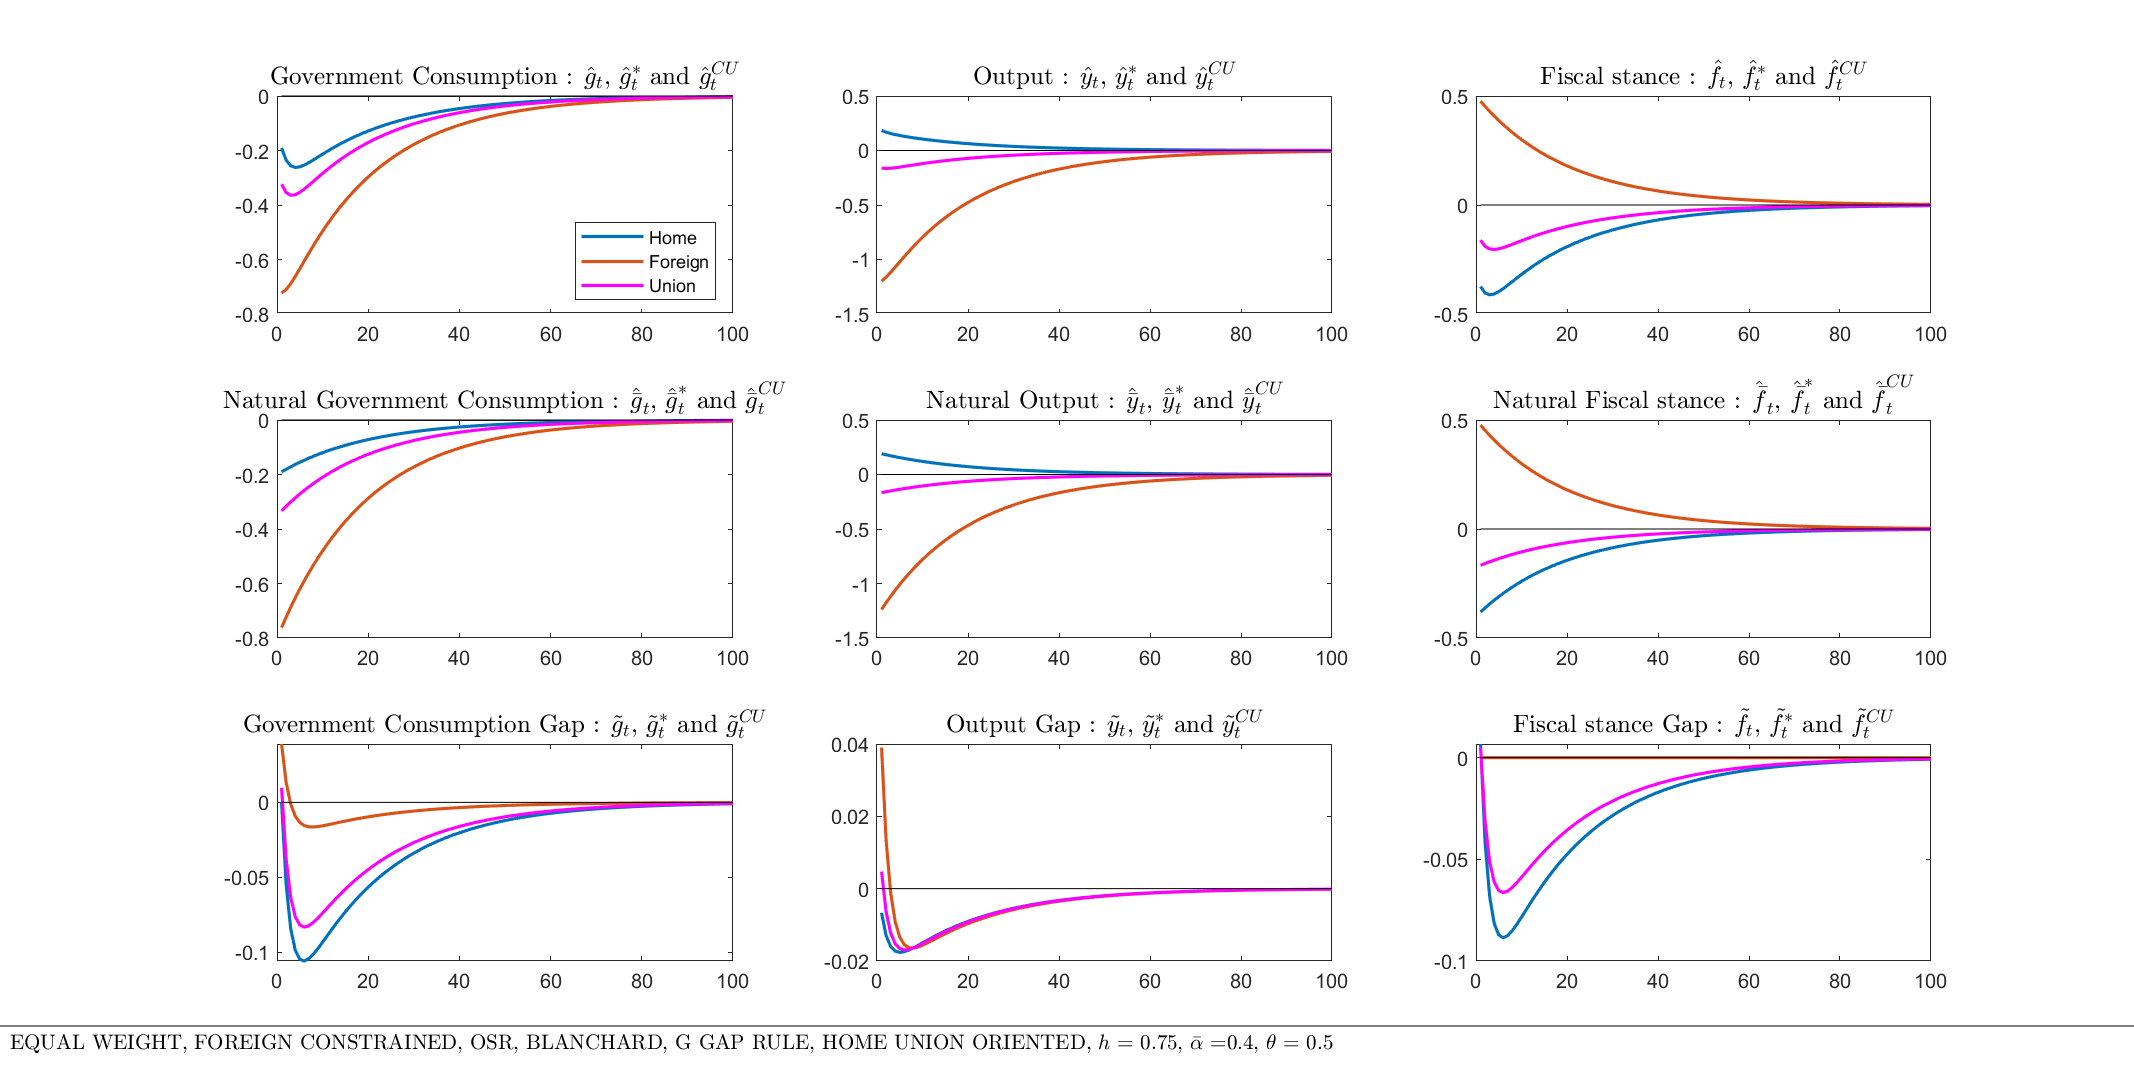 Government Consumption : ĝₜ, ĝₜ* and ĝₜᶜᵁ
Output : ŷₜ, ŷₜ* and ŷₜᶜᵁ
Fiscal stance : f̂ₜ, f̂ₜ* and f̂ₜᶜᵁ
0
-0.2
-0.4
-0.6
-0.8
0 20 40 60 80 100
Home
Foreign
Union
0.5
0
-0.5
-1
-1.5
0 20 40 60 80 100
0.5
0
-0.5
0 20 40 60 80 100
Natural Government Consumption : ḡ̂ₜ, ḡ̂ₜ* and ḡ̂ₜᶜᵁ
Natural Output : ȳ̂ₜ, ȳ̂ₜ* and ȳ̂ₜᶜᵁ
Natural Fiscal stance : f̄̂ₜ, f̄̂ₜ* and f̄̂ₜᶜᵁ
0
-0.2
-0.4
-0.6
-0.8
0 20 40 60 80 100
0.5
0
-0.5
-1
-1.5
0 20 40 60 80 100
0.5
0
-0.5
0 20 40 60 80 100
Government Consumption Gap : g̃ₜ, g̃ₜ* and g̃ₜᶜᵁ
Output Gap : ỹₜ, ỹₜ* and ỹₜᶜᵁ
Fiscal stance Gap : f̃ₜ, f̃ₜ* and f̃ₜᶜᵁ
0
-0.05
-0.1
0 20 40 60 80 100
0.04
0.02
0
-0.02
0 20 40 60 80 100
0
-0.05
-0.1
0 20 40 60 80 100
EQUAL WEIGHT, FOREIGN CONSTRAINED, OSR, BLANCHARD, G GAP RULE, HOME UNION ORIENTED, h = 0.75, ᾱ =0.4, θ = 0.5